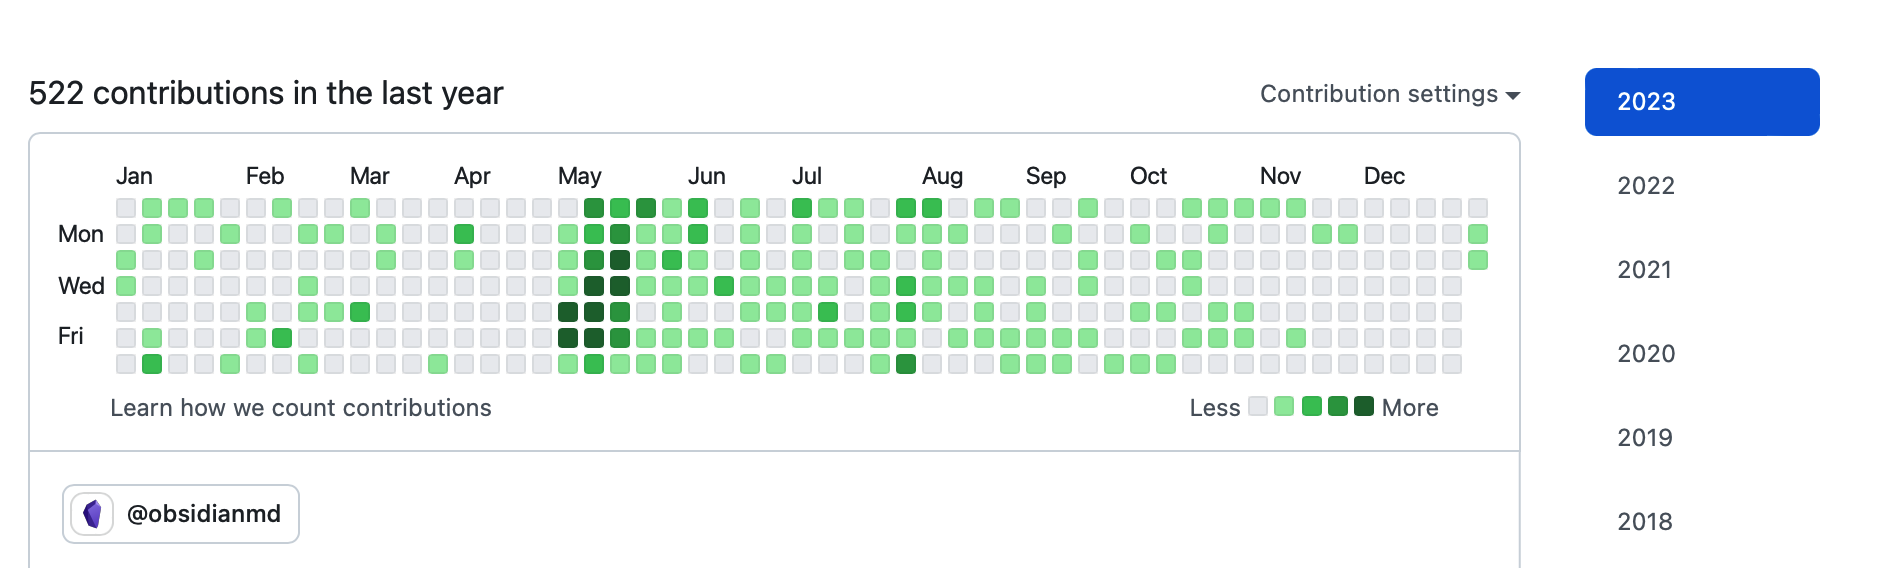 522 contributions in the last year
Contribution settings
Jan Feb Mar Apr May Jun Jul Aug Sep Oct Nov Dec
Mon
Wed
Fri
Learn how we count contributions
Less More
@obsidianmd
2023
2022
2021
2020
2019
2018